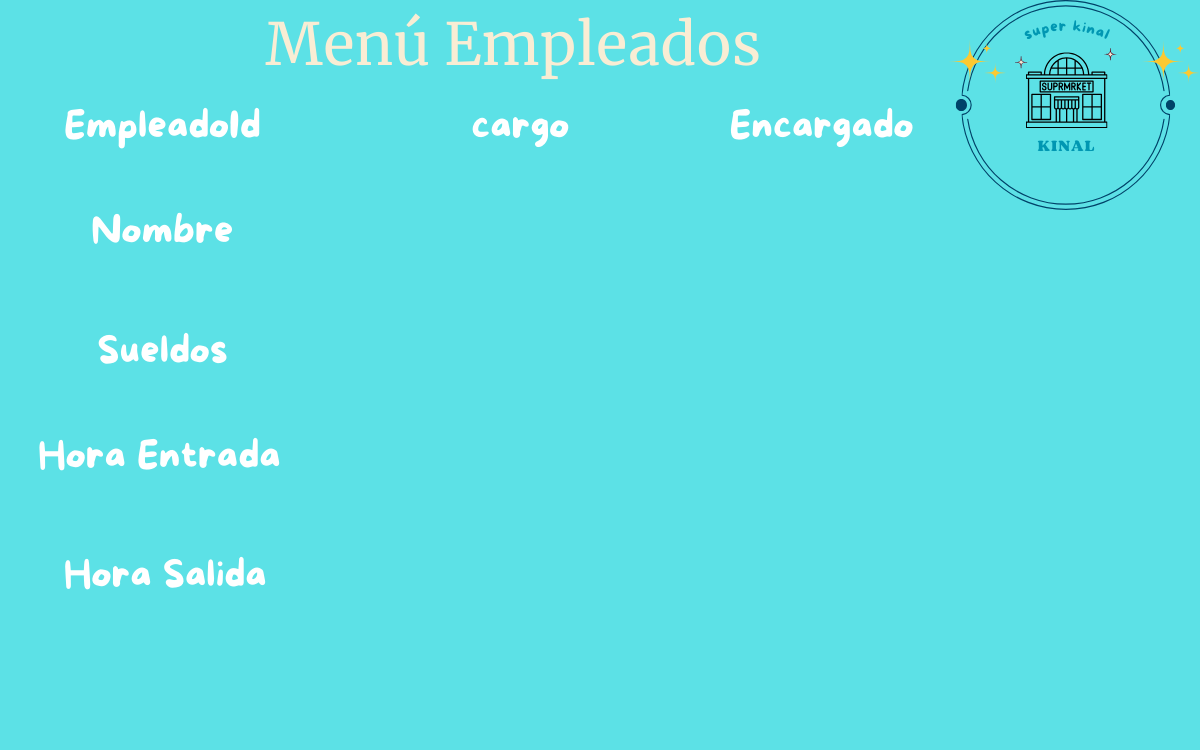 Menú Empleados
super kinal
SUPRMRKET
KINAL
EmpleadoId
cargo
Encargado
Nombre
Sueldos
Hora Entrada
Hora Salida